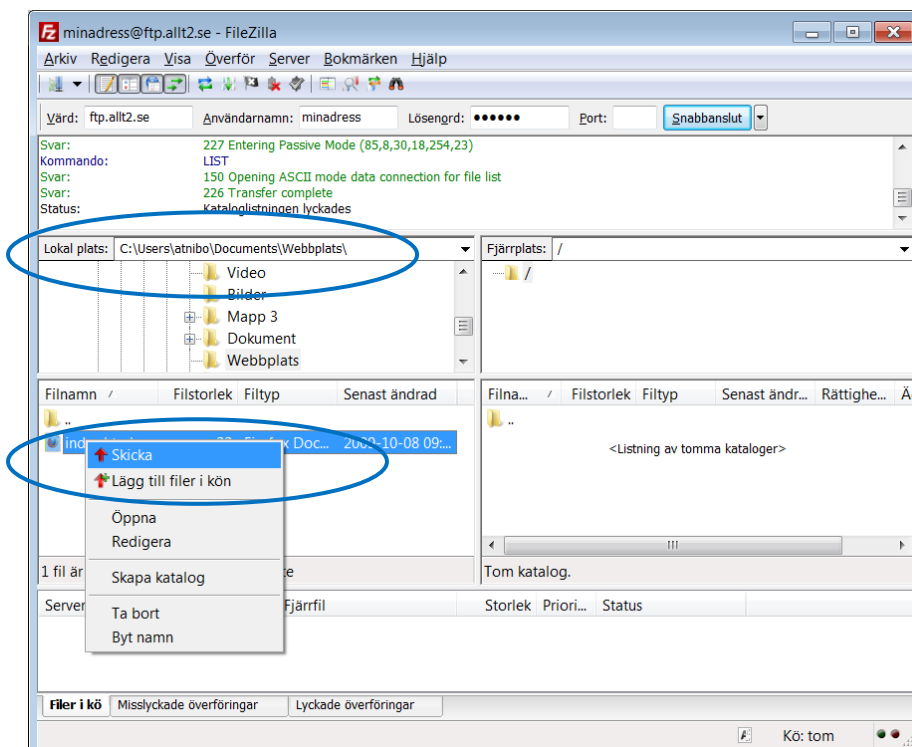 minadress@ftp.allt2.se - FileZilla
Arkiv Redigera Visa Överför Server Bokmärken Hjälp
Värd: ftp.allt2.se Användarnamn: minadress Lösenord: •••••• Port: Snabbanslut
Svar: 227 Entering Passive Mode (85,8,30,18,254,23)
Kommando: LIST
Svar: 150 Opening ASCII mode data connection for file list
Svar: 226 Transfer complete
Status: Kataloglistningen lyckades
Lokal plats: C:\Users\atnibo\Documents\Webbplats\ Fjärrplats: /
Video /
Bilder
Mapp 3
Dokument
Webbplats
Filnamn / Filstorlek Filtyp Senast ändrad Filna... / Filstorlek Filtyp Senast ändr... Rättighe... Ä
.. ..
Doc... 2009-10-08 09:... <Listning av tomma kataloger>
Skicka
Lägg till filer i kön
Öppna
Redigera
1 fil är Tom katalog.
Skapa katalog
Server Fjärrfil Storlek Priori... Status
Ta bort
Byt namn
Filer i kö Misslyckade överföringar Lyckade överföringar
Kö: tom